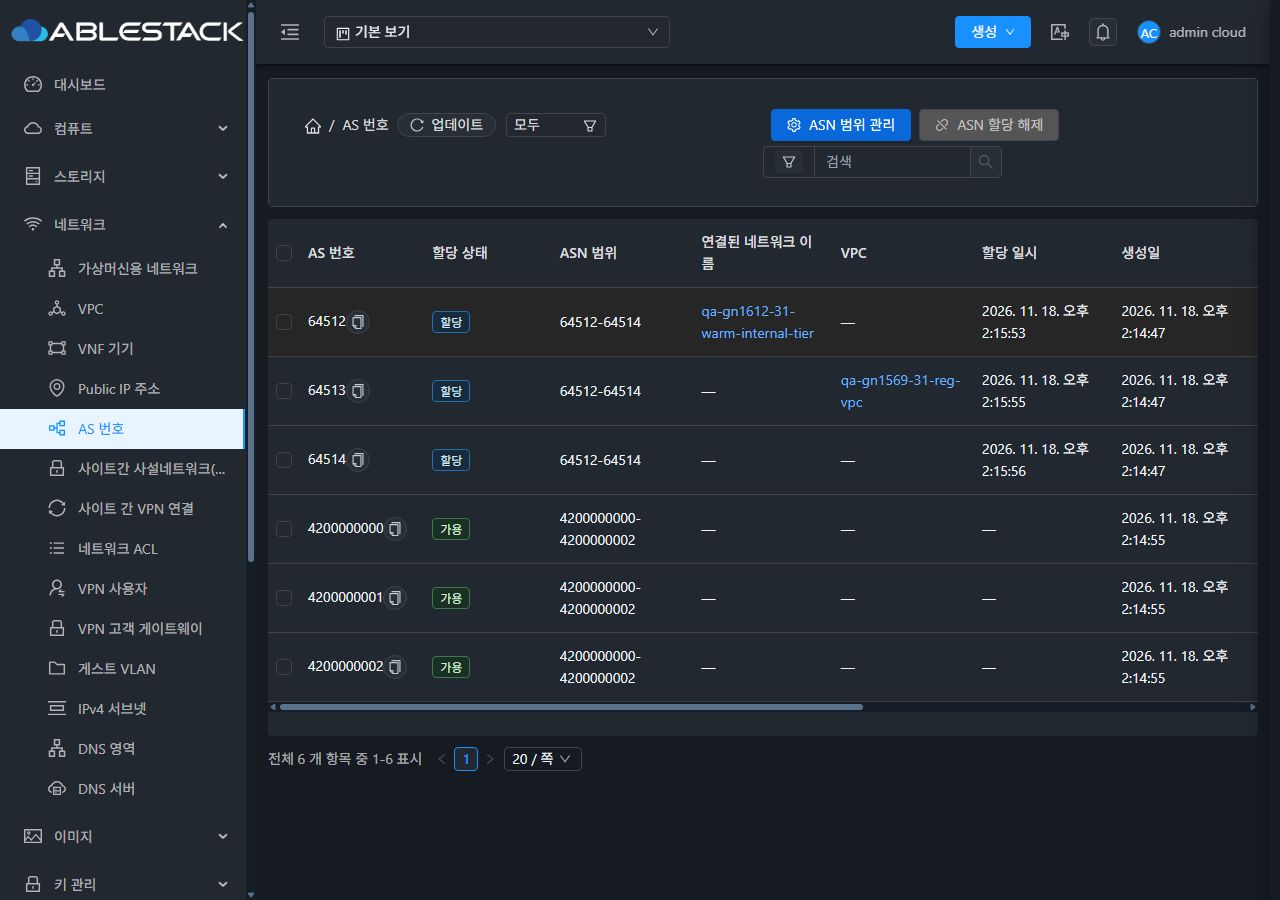 ABLESTACK
기본 보기
생성
AC
admin cloud
대시보드
컴퓨트
스토리지
네트워크
가상머신용 네트워크
VPC
VNF 기기
Public IP 주소
AS 번호
사이트간 사설네트워크(...
사이트 간 VPN 연결
네트워크 ACL
VPN 사용자
VPN 고객 게이트웨이
게스트 VLAN
IPv4 서브넷
DNS 영역
DNS 서버
이미지
키 관리
/ AS 번호
업데이트
모두
ASN 범위 관리
ASN 할당 해제
검색
AS 번호
할당 상태
ASN 범위
연결된 네트워크 이
름
VPC
할당 일시
생성일
64512
할당
64512-64514
qa-gn1612-31-
warm-internal-tier
—
2026. 11. 18. 오후
2:15:53
2026. 11. 18. 오후
2:14:47
64513
할당
64512-64514
—
qa-gn1569-31-reg-
vpc
2026. 11. 18. 오후
2:15:55
2026. 11. 18. 오후
2:14:47
64514
할당
64512-64514
—
—
2026. 11. 18. 오후
2:15:56
2026. 11. 18. 오후
2:14:47
4200000000
가용
4200000000-
4200000002
—
—
—
2026. 11. 18. 오후
2:14:55
4200000001
가용
4200000000-
4200000002
—
—
—
2026. 11. 18. 오후
2:14:55
4200000002
가용
4200000000-
4200000002
—
—
—
2026. 11. 18. 오후
2:14:55
전체 6 개 항목 중 1-6 표시
1
20 / 쪽